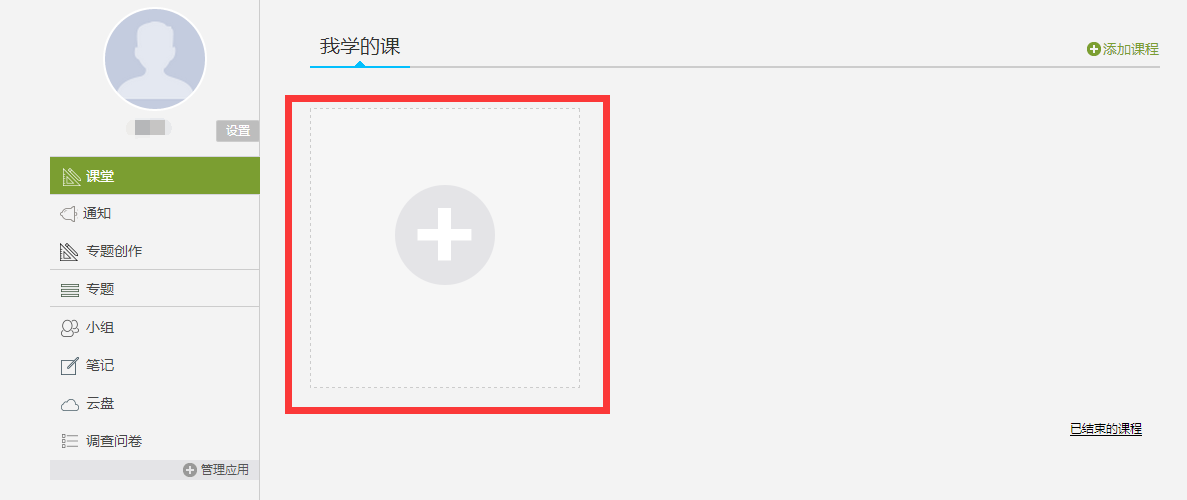 我学的课
添加课程
设置
课堂
通知
专题创作
专题
小组
笔记
云盘
调查问卷
管理应用
已结束的课程